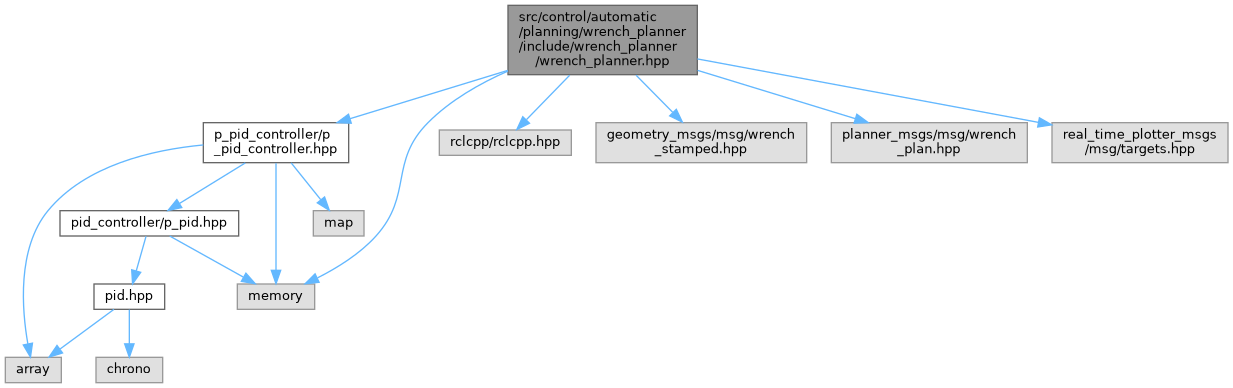 src/control/automatic
/planning/wrench_planner
/include/wrench_planner
/wrench_planner.hpp
p_pid_controller/p
_pid_controller.hpp
rclcpp/rclcpp.hpp
geometry_msgs/msg/wrench
_stamped.hpp
planner_msgs/msg/wrench
_plan.hpp
real_time_plotter_msgs
/msg/targets.hpp
pid_controller/p_pid.hpp
map
pid.hpp
memory
array
chrono